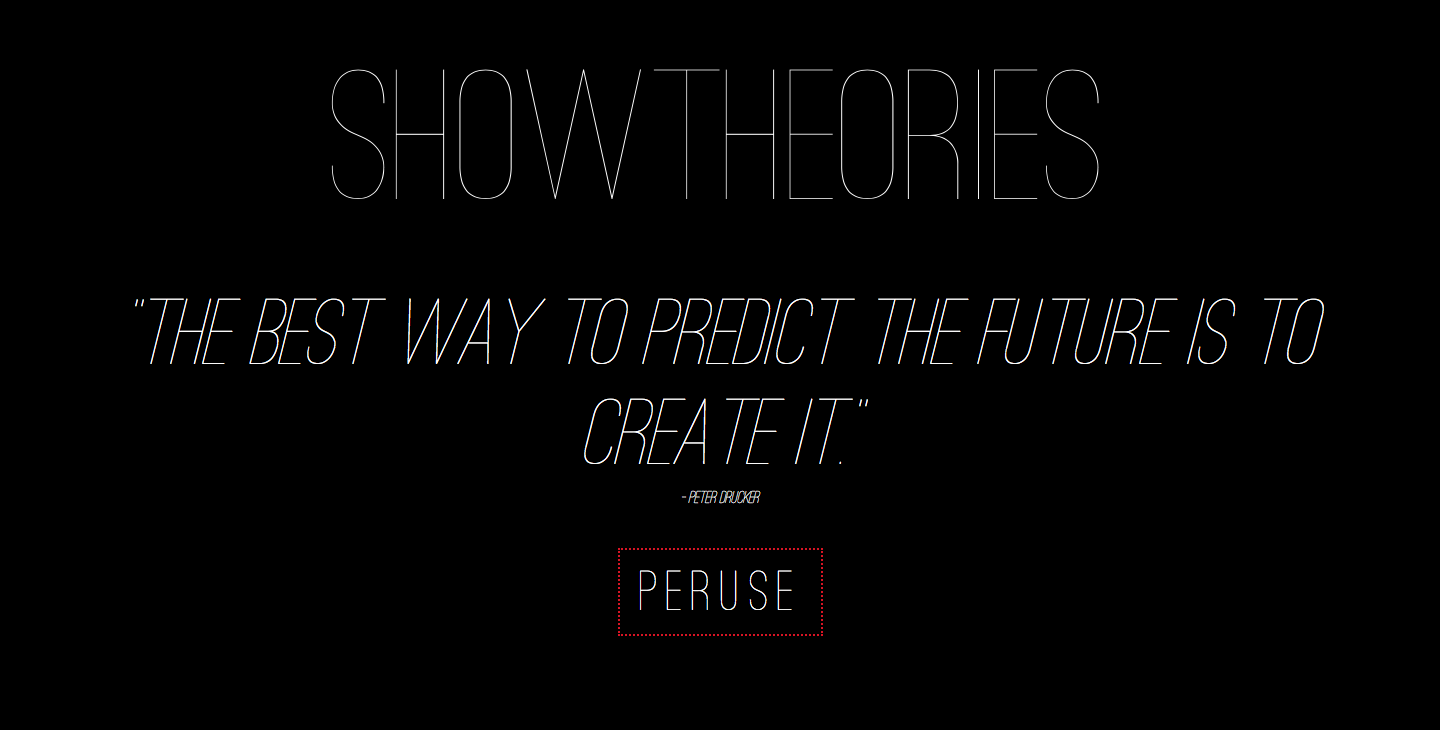 SHOWTHEORIES
"THE BEST WAY TO PREDICT THE FUTURE IS TO
CREATE IT."
- PETER DRUCKER
PERUSE